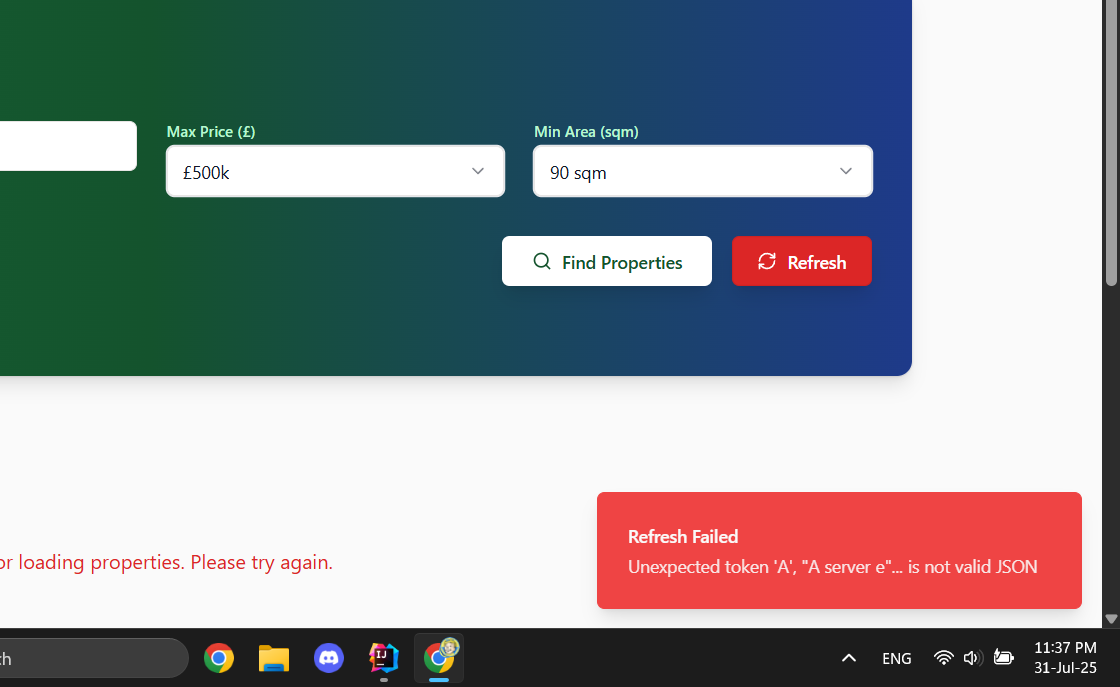 Max Price (£)
Min Area (sqm)
£500k
90 sqm
Find Properties
Refresh
Refresh Failed
Unexpected token 'A', "A server e"... is not valid JSON
or loading properties. Please try again.
ch
IJ
ENG
11:37 PM
31-Jul-25